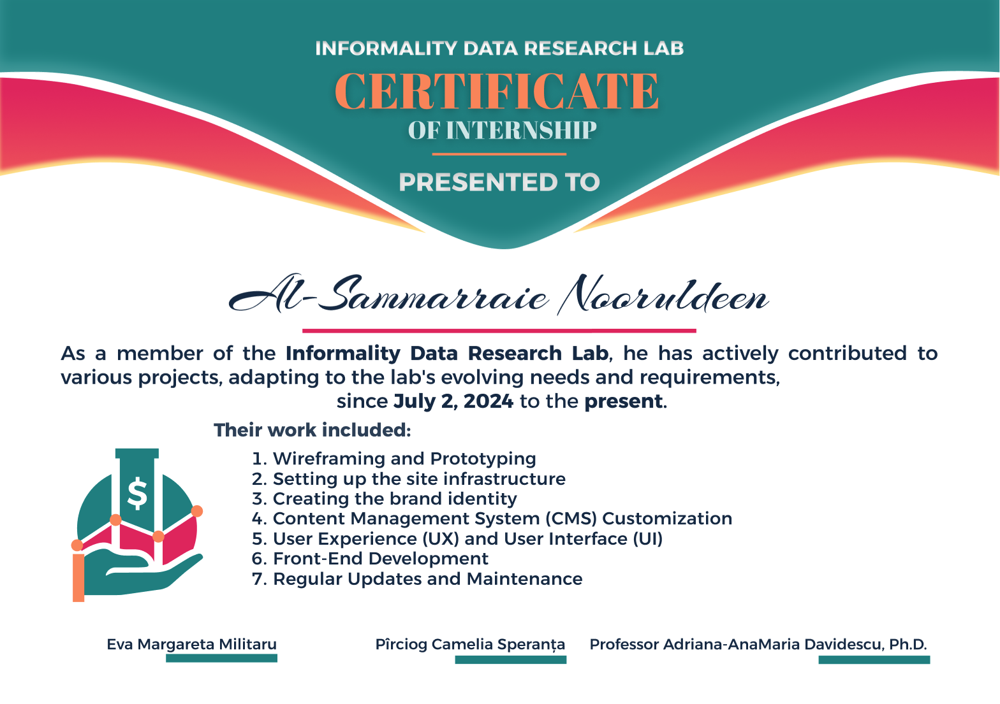 INFORMALITY DATA RESEARCH LAB
CERTIFICATE
OF INTERNSHIP
PRESENTED TO
Al-Sammarraie Nooruldeen
As a member of the Informality Data Research Lab, he has actively contributed to
various projects, adapting to the lab's evolving needs and requirements,
since July 2, 2024 to the present.
Their work included:
1. Wireframing and Prototyping
2. Setting up the site infrastructure
3. Creating the brand identity
4. Content Management System (CMS) Customization
5. User Experience (UX) and User Interface (UI)
6. Front-End Development
7. Regular Updates and Maintenance
$
Eva Margareta Militaru
Pîrciog Camelia Speranța
Professor Adriana-AnaMaria Davidescu, Ph.D.